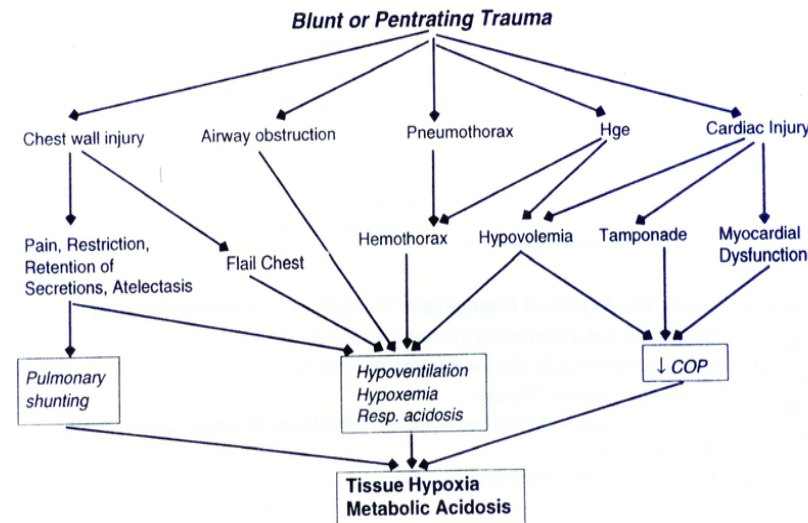 Blunt or Pentrating Trauma
Chest wall injury
Airway obstruction
Pneumothorax
Hge
Cardiac Injury
Pain, Restriction,
Retention of
Secretions, Atelectasis
Flail Chest
Hemothorax
Hypovolemia
Tamponade
Myocardial
Dysfunction
Pulmonary
shunting
Hypoventilation
Hypoxemia
Resp. acidosis
↓ COP
Tissue Hypoxia
Metabolic Acidosis